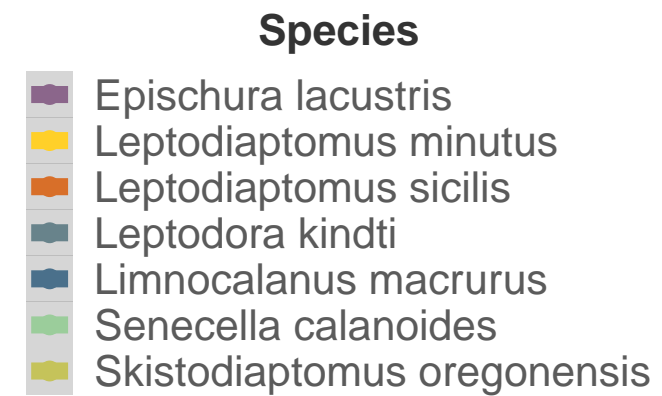 Species
Epischura lacustris
Leptodiaptomus minutus
Leptodiaptomus sicilis
Leptodora kindti
Limnocalanus macrurus
Senecella calanoides
Skistodiaptomus oregonensis